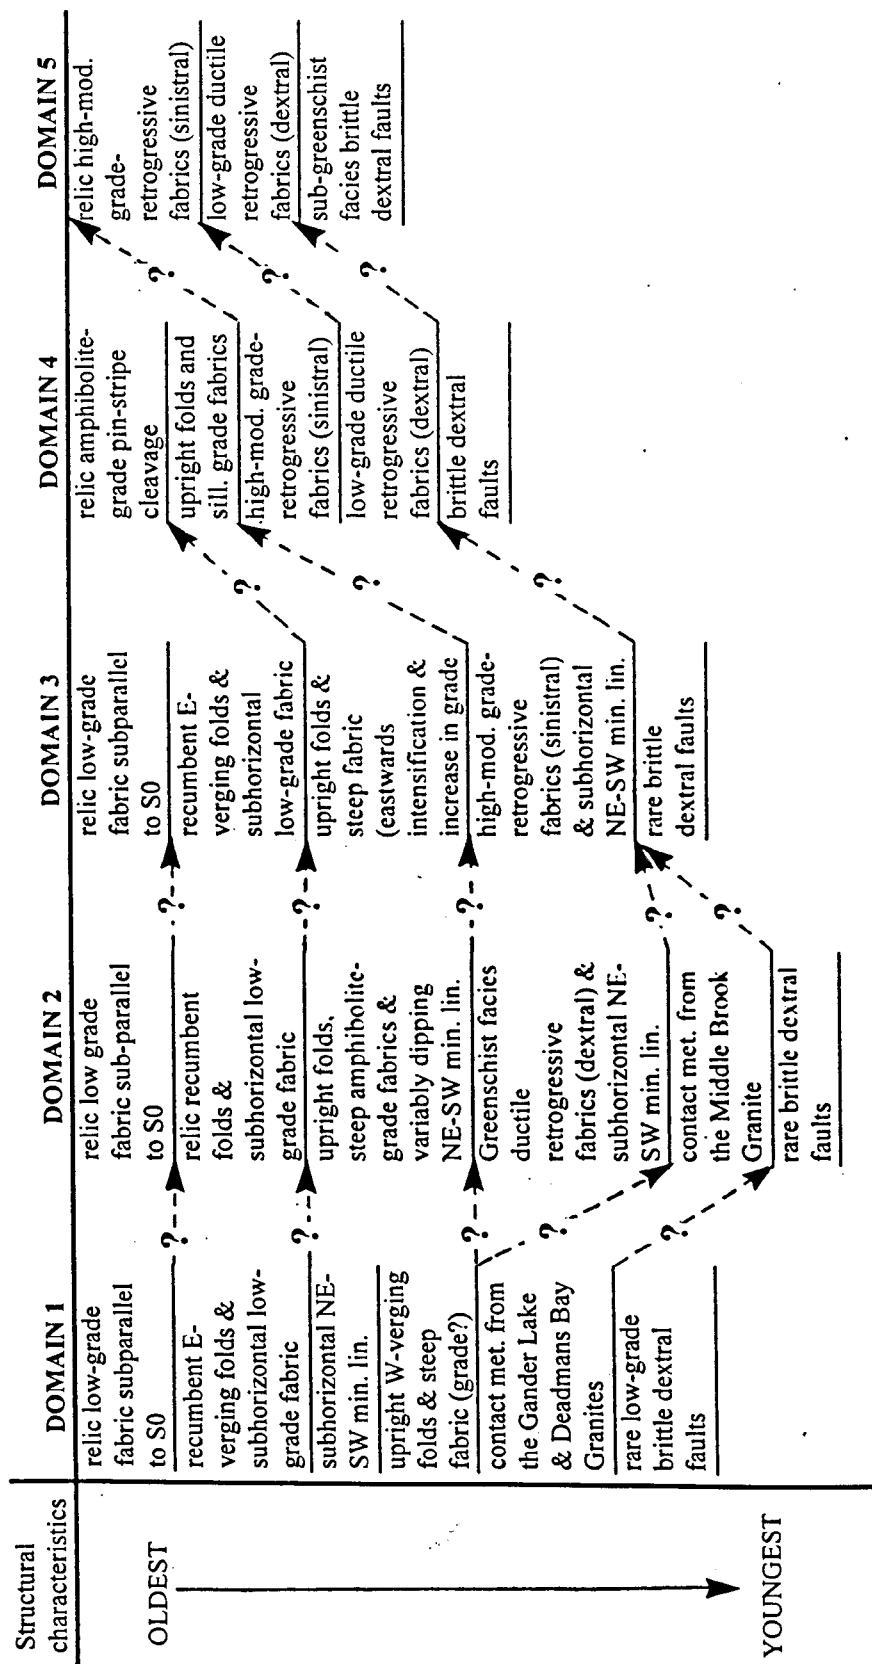 Structural
characteristics
OLDEST
YOUNGEST
DOMAIN 1
relic low-grade
fabric subparallel
to S0
recumbent E-
verging folds &
subhorizontal low-
grade fabric
subhorizontal NE-
SW min. lin.
upright W-verging
folds & steep
fabric (grade?)
contact met. from
the Gander Lake
& Deadmans Bay
Granites
rare low-grade
brittle dextral
faults
?
?
?
?
?
DOMAIN 2
relic low grade
fabric sub-parallel
to S0
relic recumbent
folds &
subhorizontal low-
grade fabric
upright folds,
steep amphibolite-
grade fabrics &
variably dipping
NE-SW min. lin.
Greenschist facies
ductile
retrogressive
fabrics (dextral) &
subhorizontal NE-
SW min. lin.
contact met. from
the Middle Brook
Granite
rare brittle dextral
faults
?
?
?
?
?
DOMAIN 3
relic low-grade
fabric subparallel
to S0
recumbent E-
verging folds &
subhorizontal
low-grade fabric
upright folds &
steep fabric
(eastwards
intensification &
increase in grade
high-mod. grade-
retrogressive
fabrics (sinistral)
& subhorizontal
NE-SW min. lin.
rare brittle
dextral faults
?
?
?
DOMAIN 4
relic amphibolite-
grade pin-stripe
cleavage
upright folds and
sill. grade fabrics
high-mod. grade-
retrogressive
fabrics (sinistral)
low-grade ductile
retrogressive
fabrics (dextral)
brittle dextral
faults
?
?
?
DOMAIN 5
relic high-mod.
grade-
retrogressive
fabrics (sinistral)
low-grade ductile
retrogressive
fabrics (dextral)
sub-greenschist
facies brittle
dextral faults